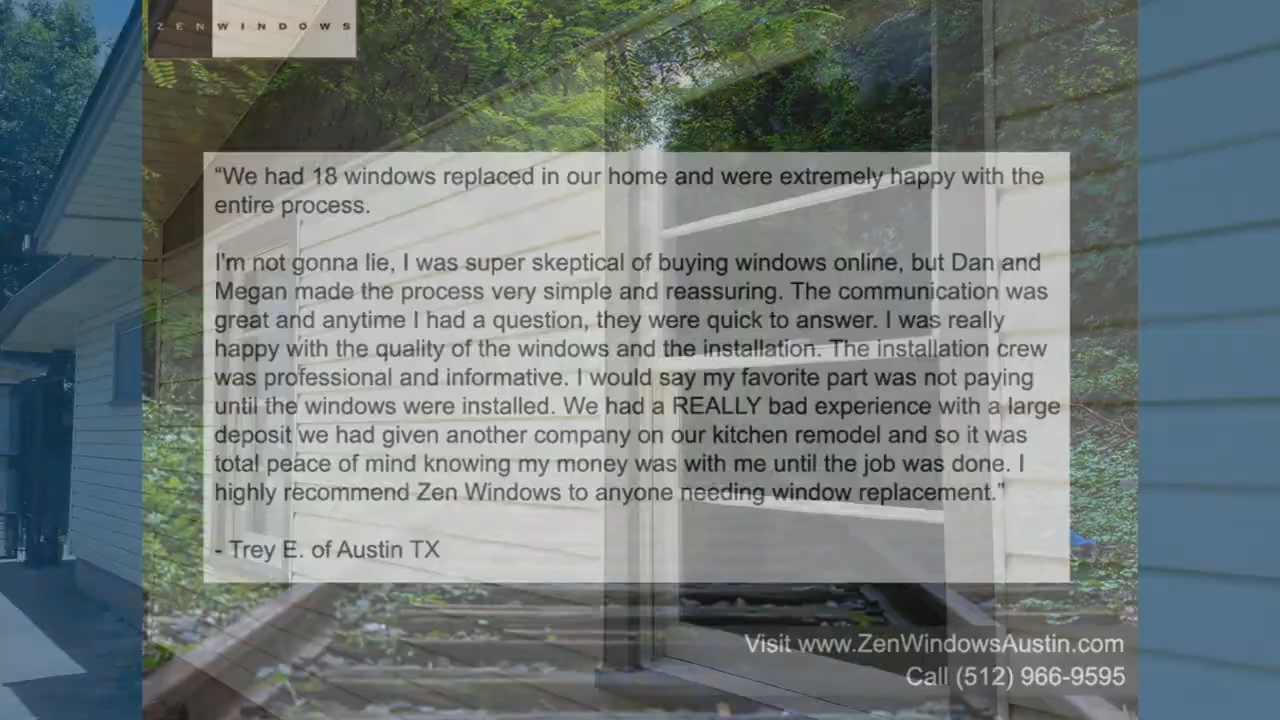 ZENWINDOWS
“We had 18 windows replaced in our home and were extremely happy with the
entire process.
I'm not gonna lie, I was super skeptical of buying windows online, but Dan and
Megan made the process very simple and reassuring. The communication was
great and anytime I had a question, they were quick to answer. I was really
happy with the quality of the windows and the installation. The installation crew
was professional and informative. I would say my favorite part was not paying
until the windows were installed. We had a REALLY bad experience with a large
deposit we had given another company on our kitchen remodel and so it was
total peace of mind knowing my money was with me until the job was done. I
highly recommend Zen Windows to anyone needing window replacement.”
- Trey E. of Austin TX
Visit www.ZenWindowsAustin.com
Call (512) 966-9595